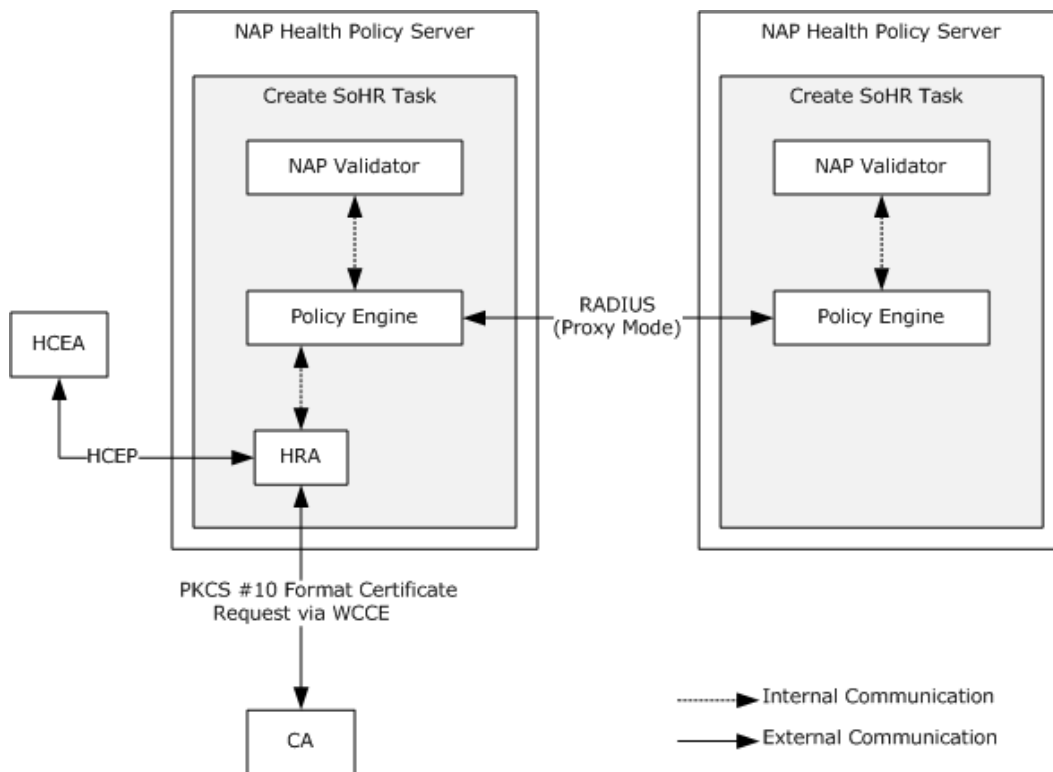 NAP Health Policy Server
NAP Health Policy Server
Create SoHR Task
Create SoHR Task
NAP Validator
NAP Validator
Policy Engine
RADIUS
(Proxy Mode)
Policy Engine
HCEA
HCEP
HRA
PKCS #10 Format Certificate
Request via WCCE
CA
Internal Communication
External Communication